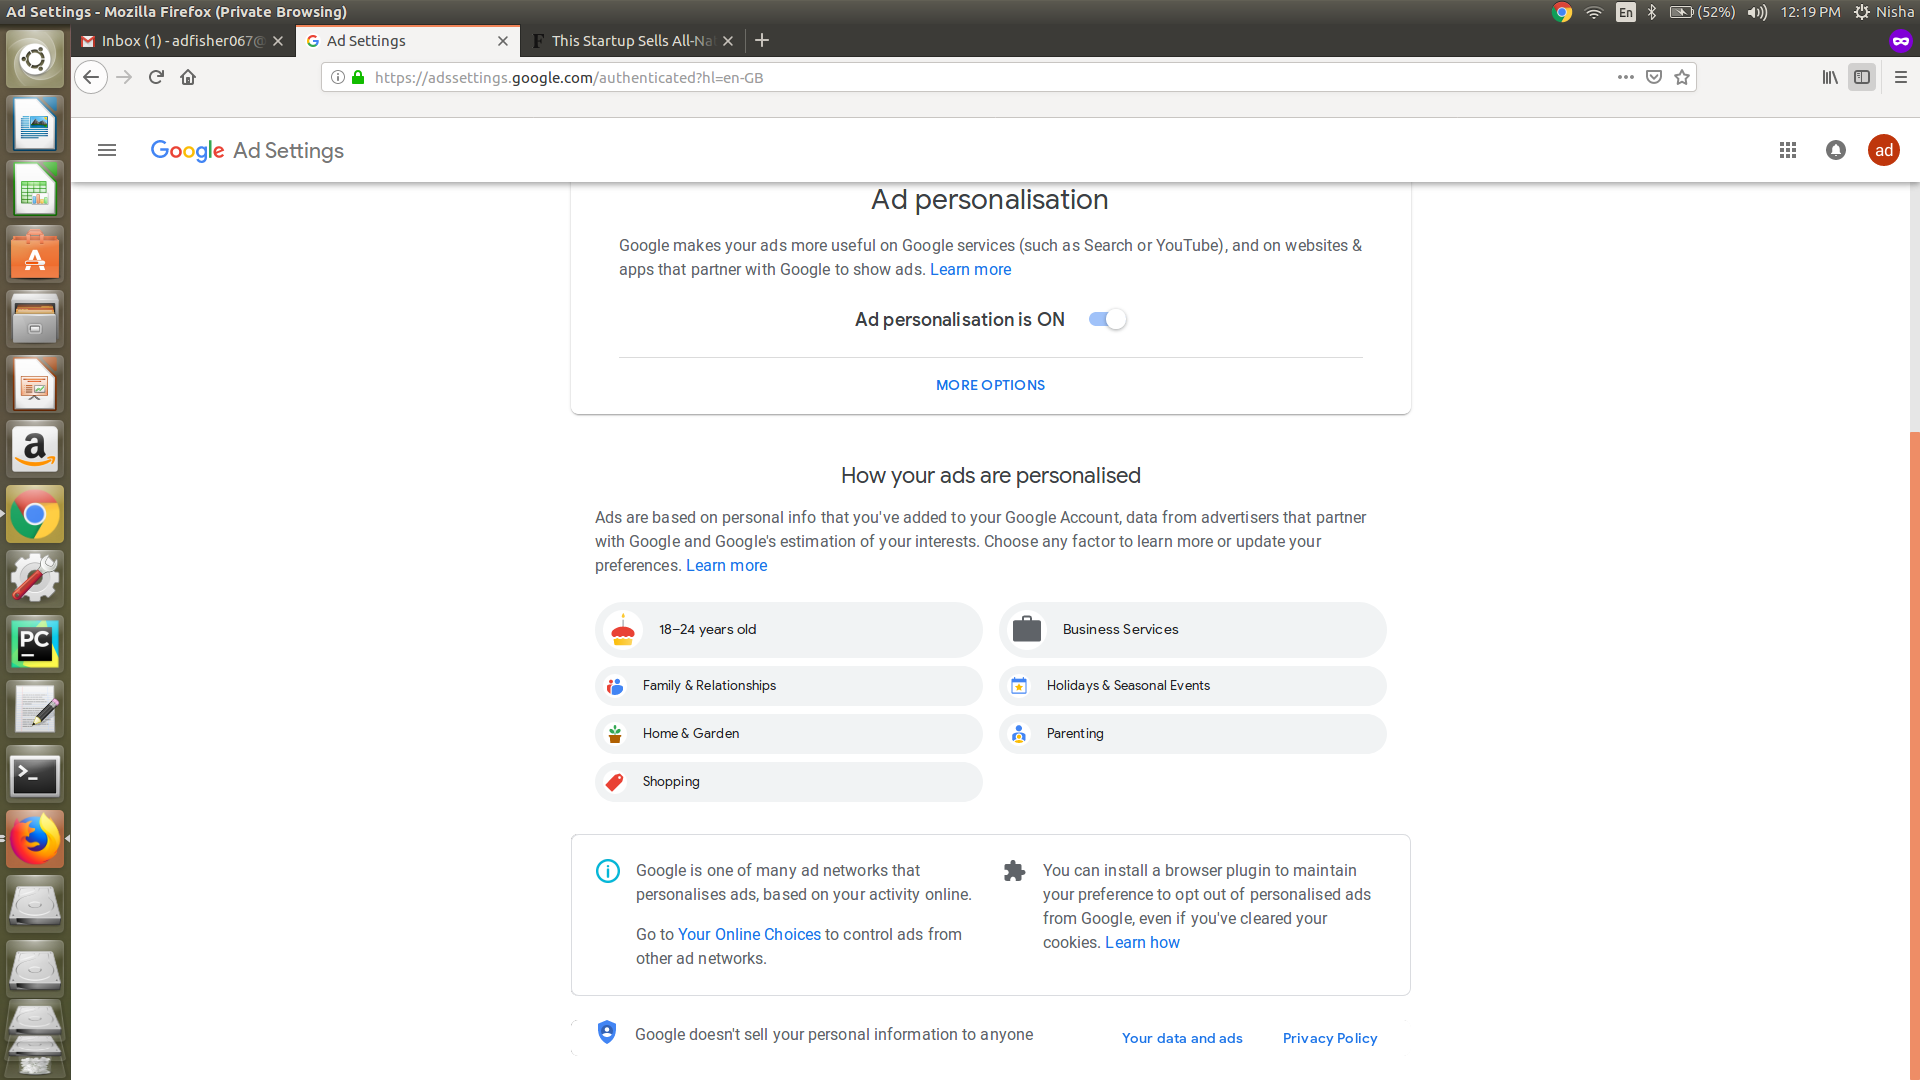 Ad Settings - Mozilla Firefox (Private Browsing)
En
(52%)
12:19 PM
Nisha
Inbox (1) - adfisher067@
Ad Settings
This Startup Sells All-Na
https://adssettings.google.com/authenticated?hl=en-GB
Google Ad Settings
ad
Ad personalisation
Google makes your ads more useful on Google services (such as Search or YouTube), and on websites &
apps that partner with Google to show ads. Learn more
Ad personalisation is ON
MORE OPTIONS
How your ads are personalised
Ads are based on personal info that you've added to your Google Account, data from advertisers that partner
with Google and Google's estimation of your interests. Choose any factor to learn more or update your
preferences. Learn more
18–24 years old
Business Services
Family & Relationships
Holidays & Seasonal Events
Home & Garden
Parenting
Shopping
Google is one of many ad networks that
personalises ads, based on your activity online.
Go to Your Online Choices to control ads from
other ad networks.
You can install a browser plugin to maintain
your preference to opt out of personalised ads
from Google, even if you've cleared your
cookies. Learn how
Google doesn't sell your personal information to anyone
Your data and ads
Privacy Policy
A
a
PC
>_